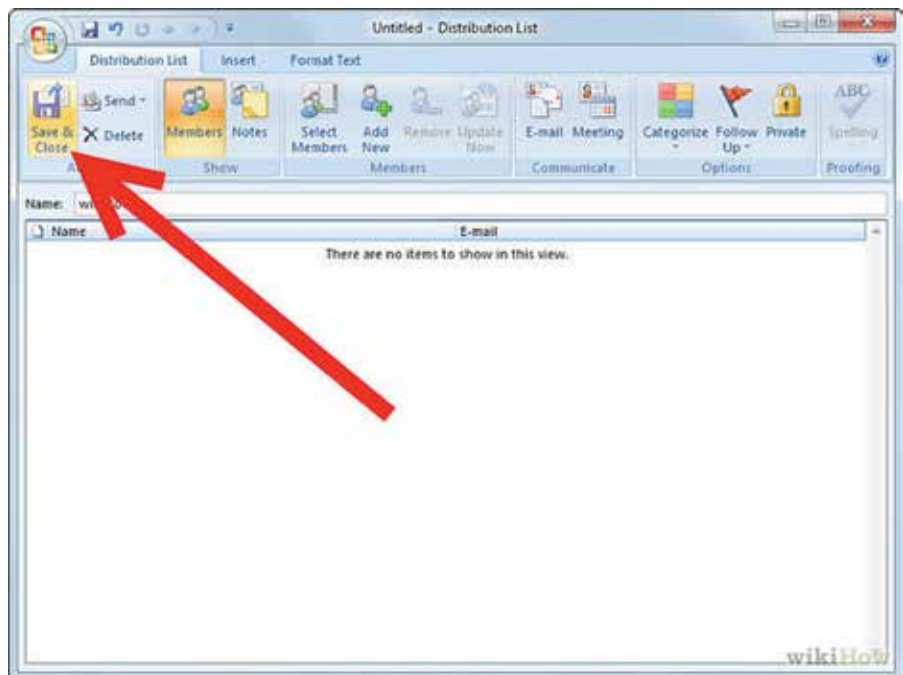 Untitled - Distribution List
Distribution List Insert Format Text
Save & Close
Send
Delete
Members
Notes
Show
Select Members
Add New
Remove
Update Now
Members
E-mail
Meeting
Communicate
Categorize
Follow Up
Private
Options
ABC
Spelling
Proofing
Name:
Name E-mail
There are no items to show in this view.
wikiHow